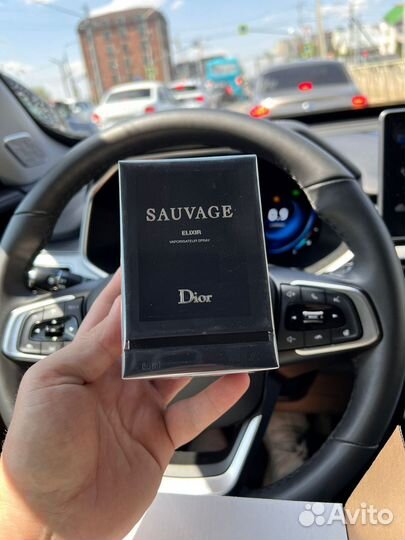 SAUVAGE
ELIXIR
VAPORISATEUR SPRAY
Dior
Avito